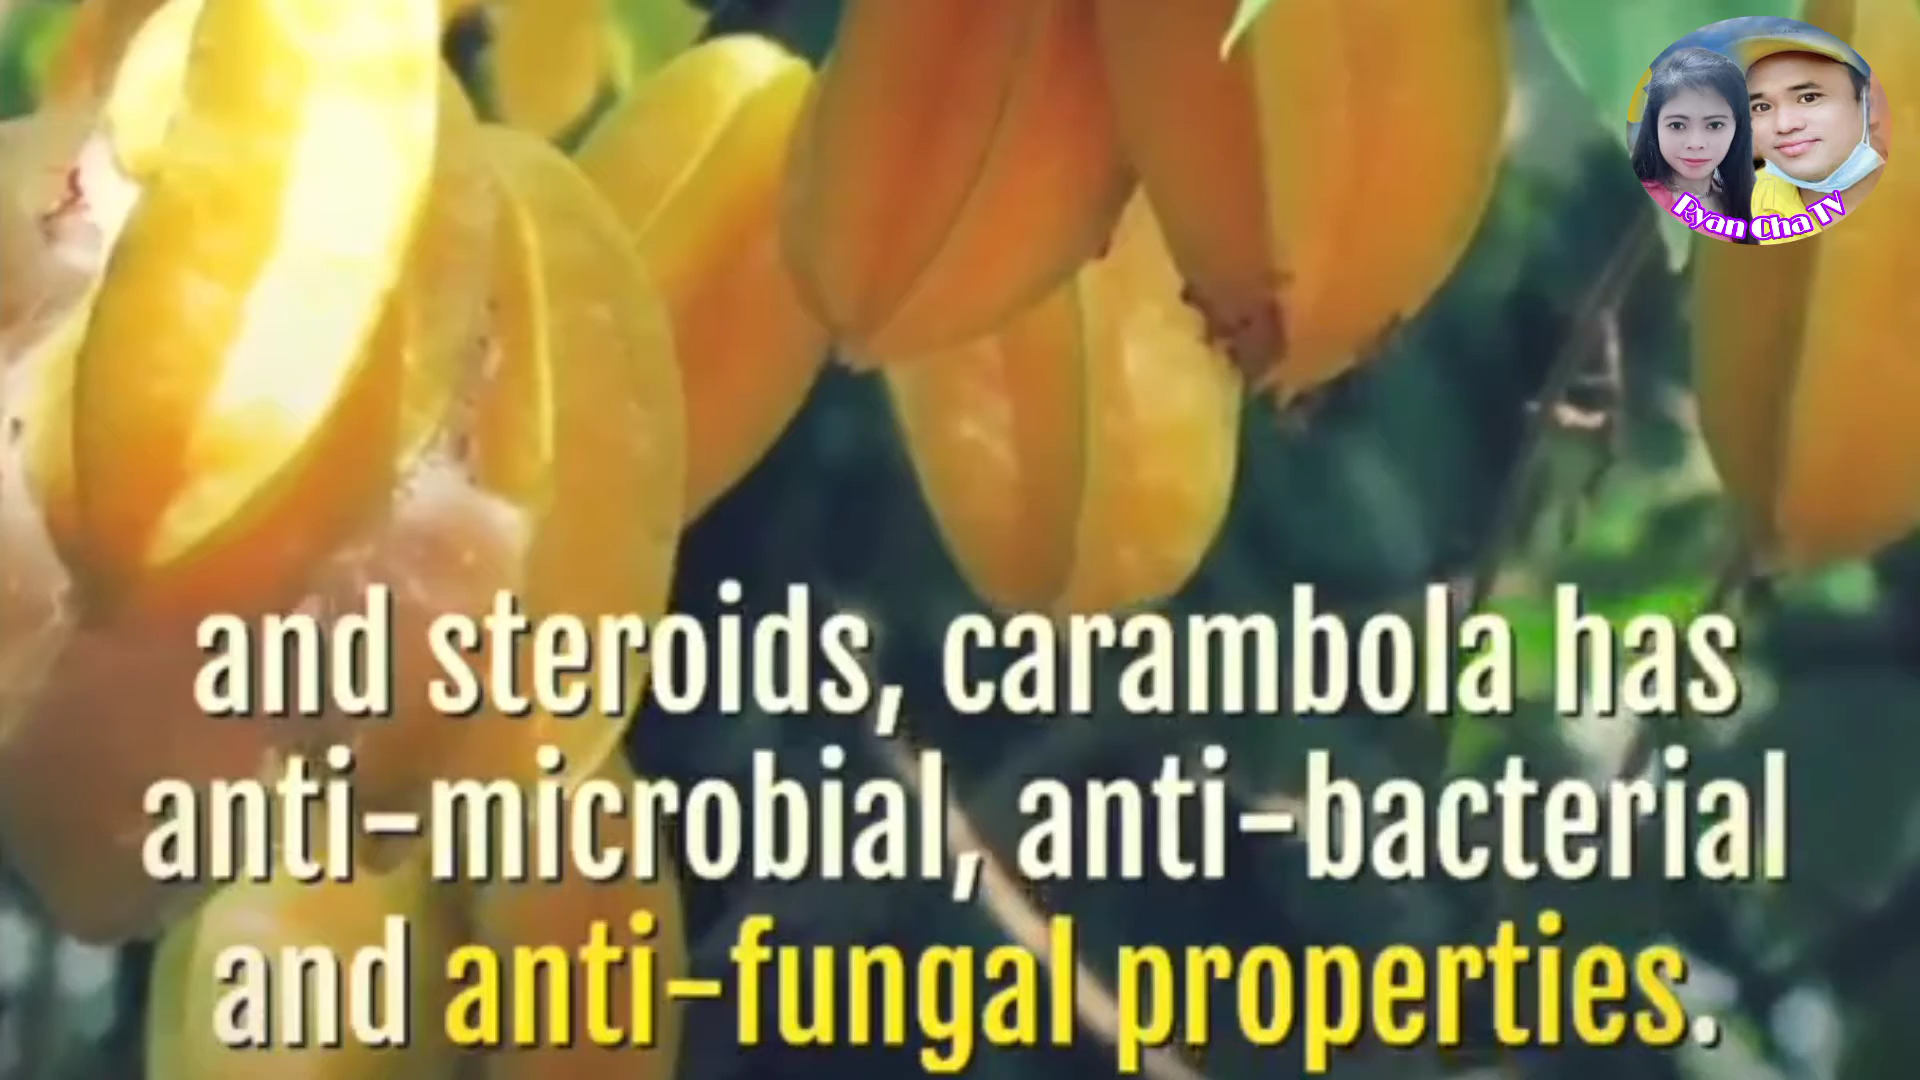 Ryan Cha TV
and steroids, carambola has
anti-microbial, anti-bacterial
and anti-fungal properties.